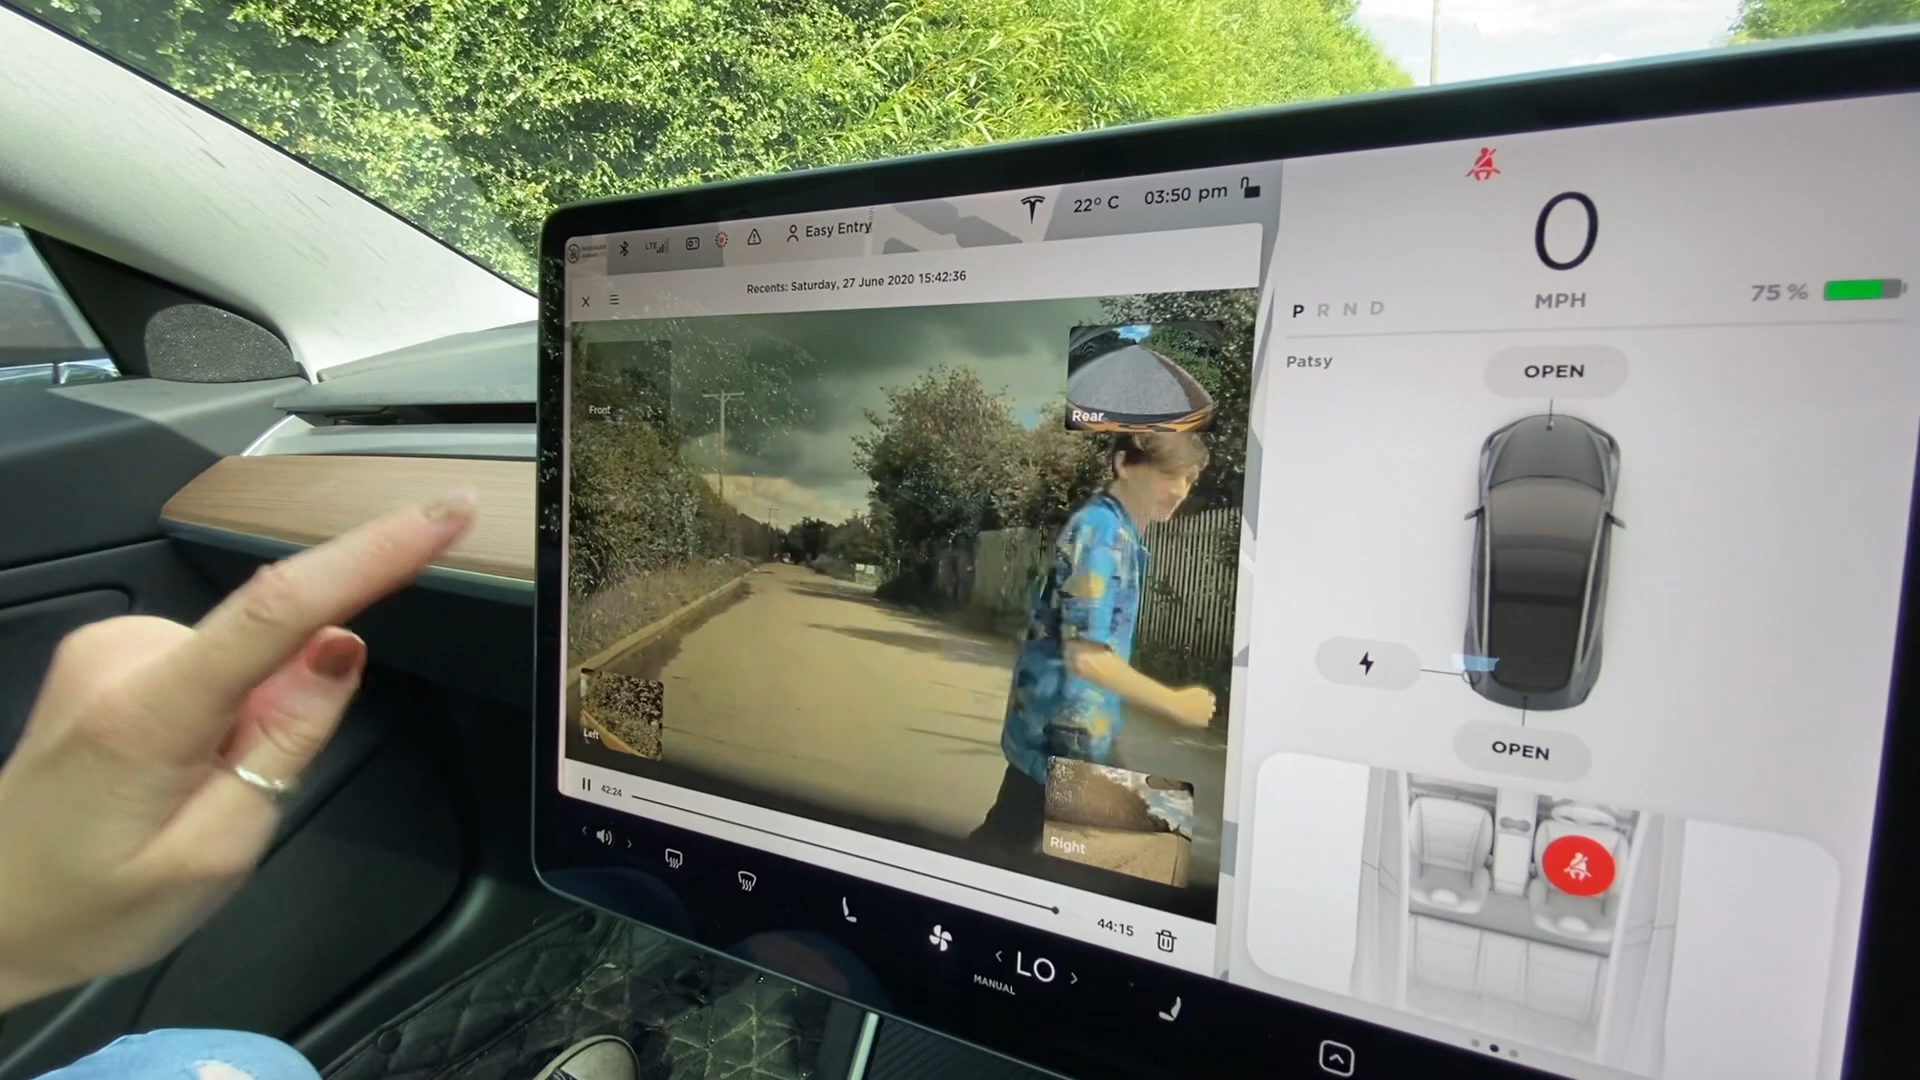 LTE
Easy Entry
22° C
03:50 pm
Recents: Saturday, 27 June 2020 15:42:36
Front
Rear
Left
Right
42:24
44:15
LO
MANUAL
0
MPH
P R N D
75 %
Patsy
OPEN
OPEN